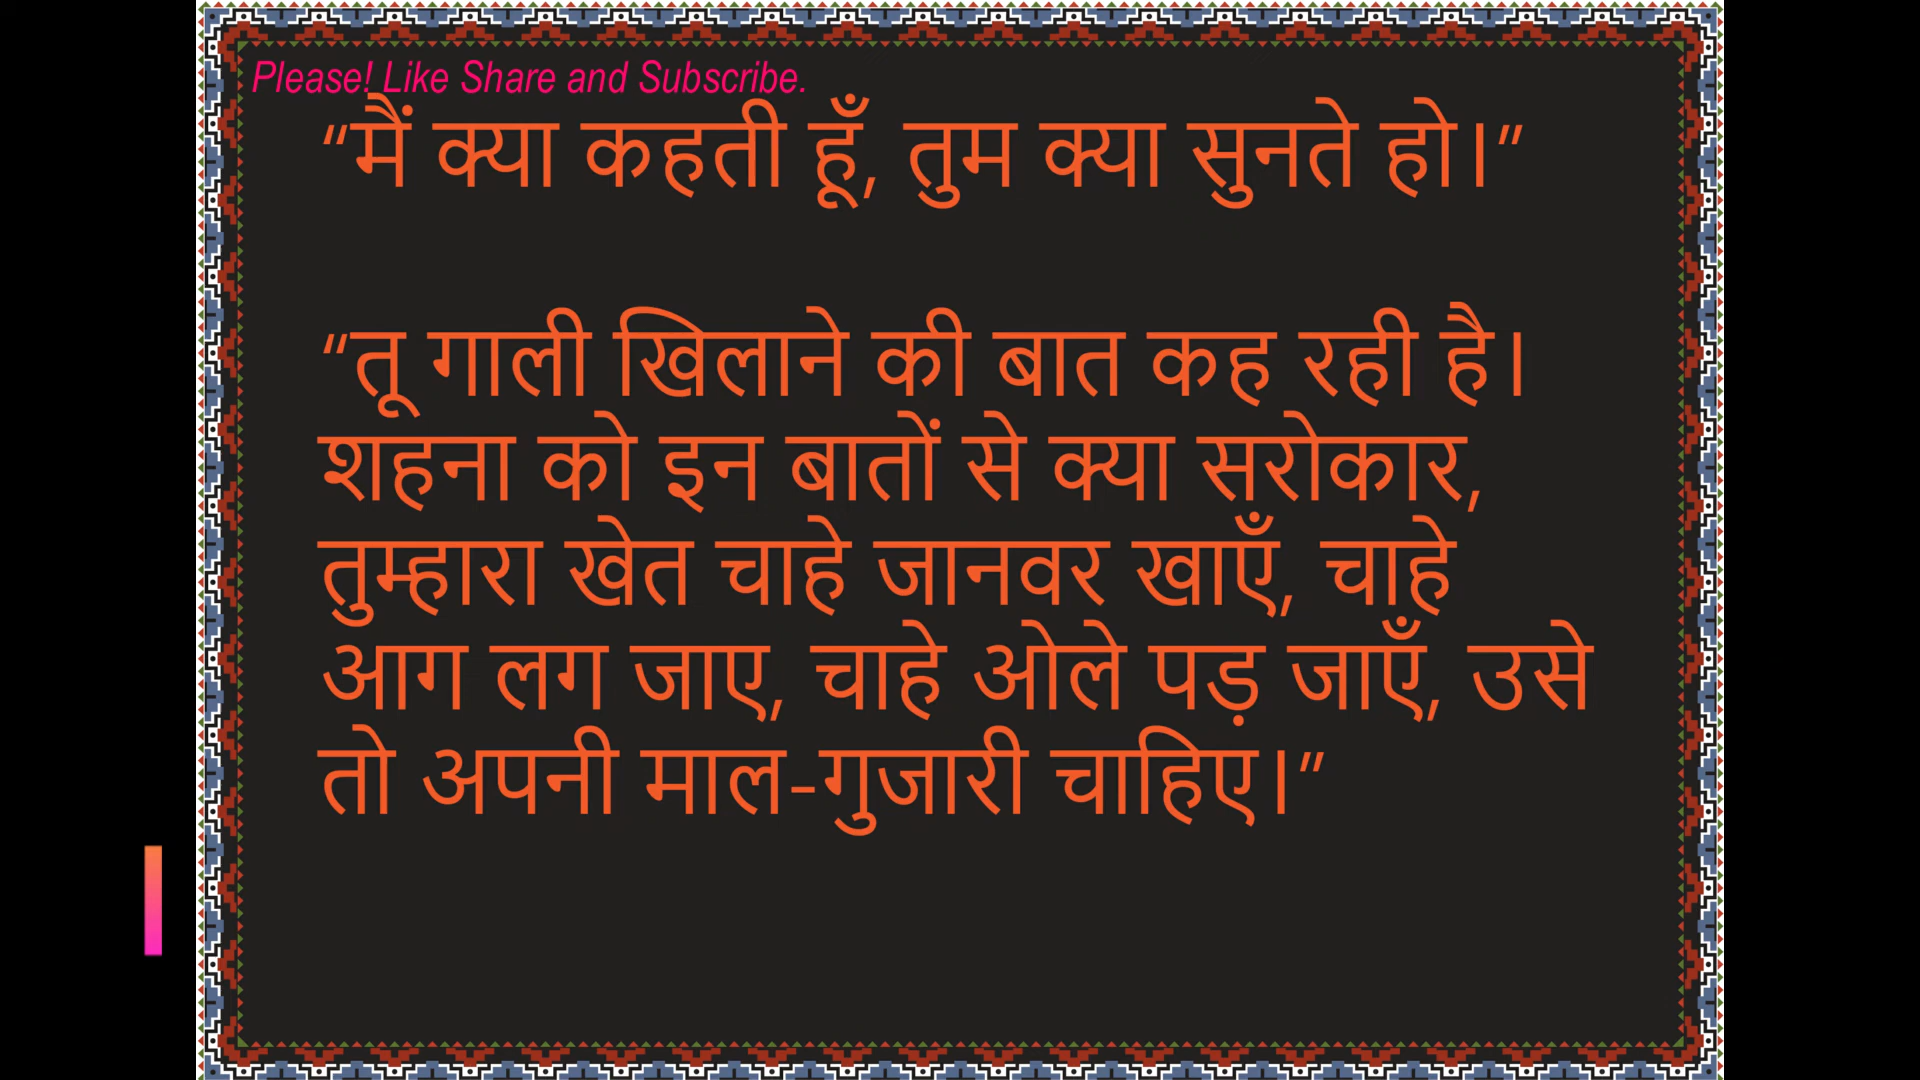 Please! Like Share and Subscribe.
“मैं क्या कहती हूँ, तुम क्या सुनते हो।”
“तू गाली खिलाने की बात कह रही है।
शहना को इन बातों से क्या सरोकार,
तुम्हारा खेत चाहे जानवर खाएँ, चाहे
आग लग जाए, चाहे ओले पड़ जाएँ, उसे
तो अपनी माल-गुजारी चाहिए।”